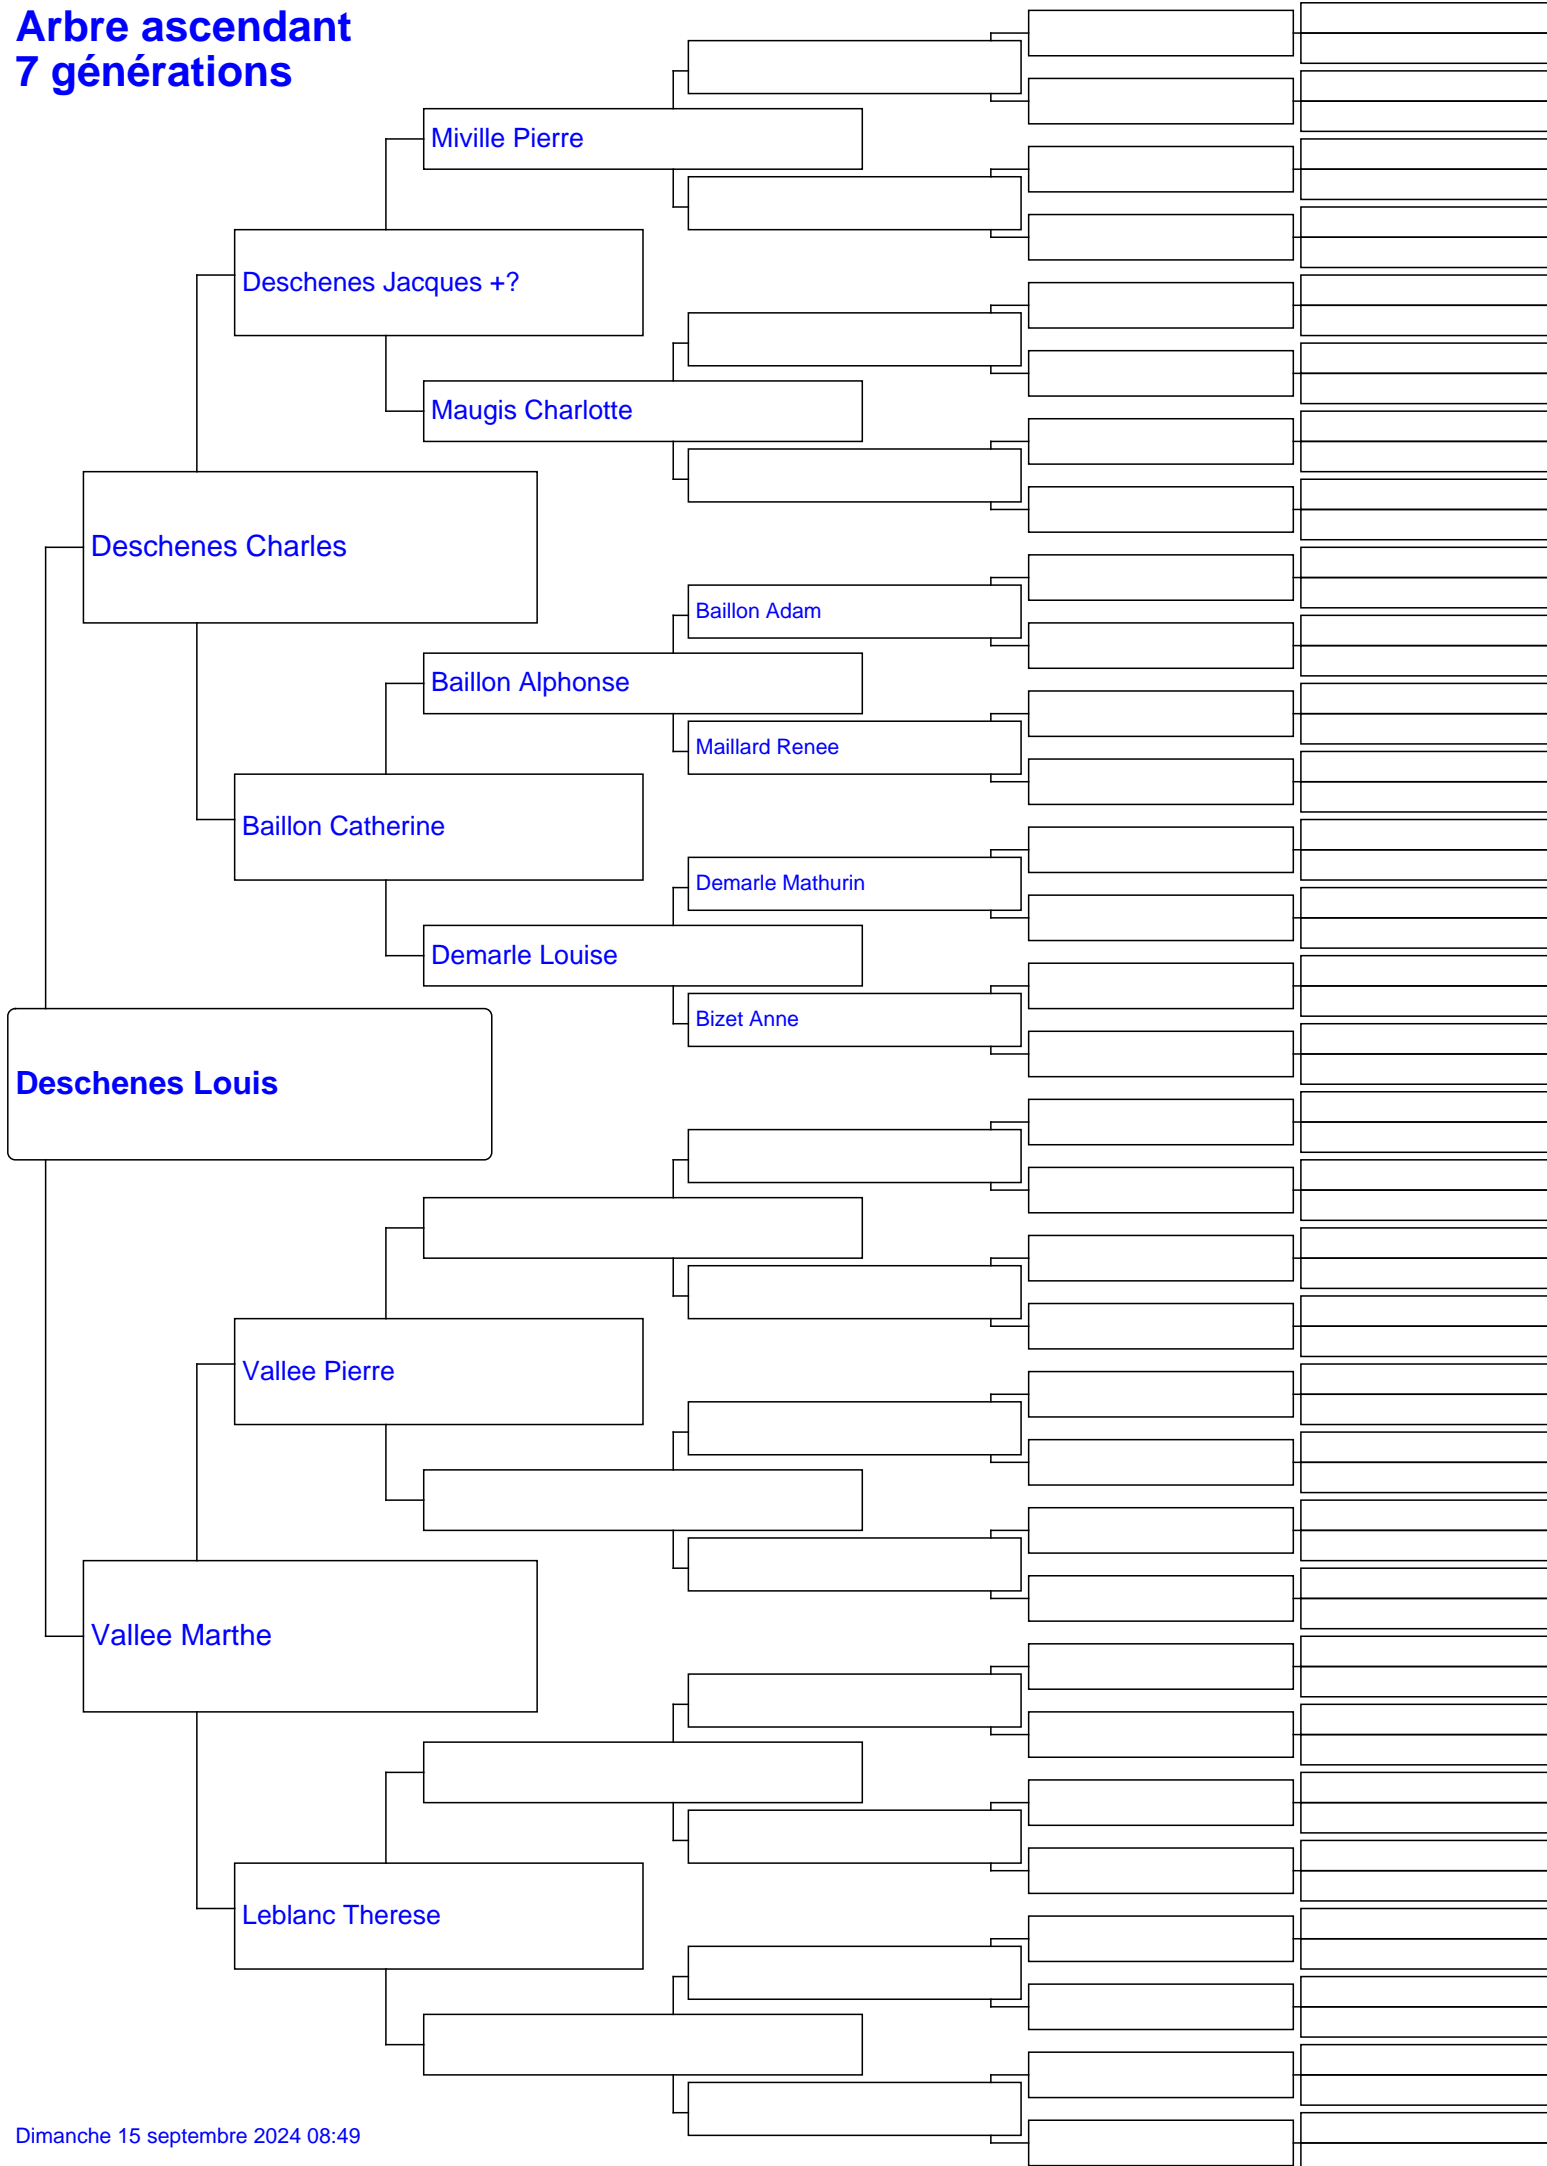 Arbre ascendant
7 générations
Miville Pierre
Deschenes Jacques +?
Maugis Charlotte
Deschenes Charles
Baillon Adam
Baillon Alphonse
Maillard Renee
Baillon Catherine
Demarle Mathurin
Demarle Louise
Bizet Anne
Deschenes Louis
Vallee Pierre
Vallee Marthe
Leblanc Therese
Dimanche 15 septembre 2024 08:49